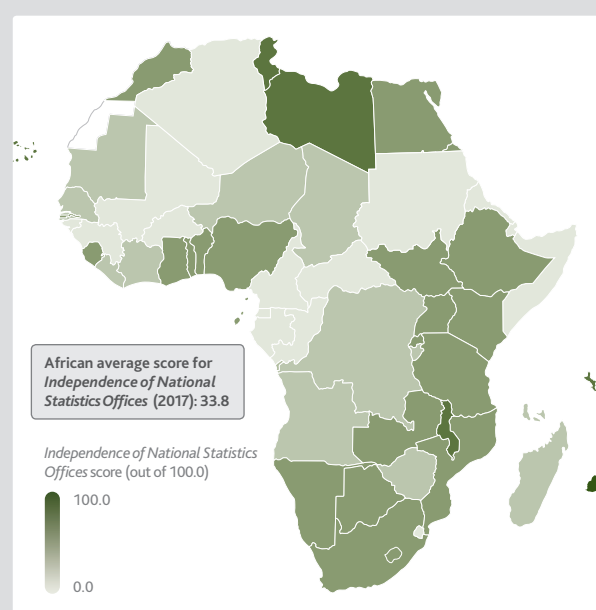 African average score for
Independence of National
Statistics Offices (2017): 33.8
Independence of National Statistics
Offices score (out of 100.0)
100.0
0.0